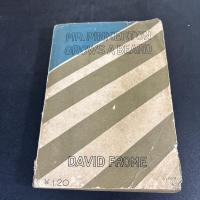 MR. PINKERTON
GROWS A BEARD
DAVID FROME
¥120